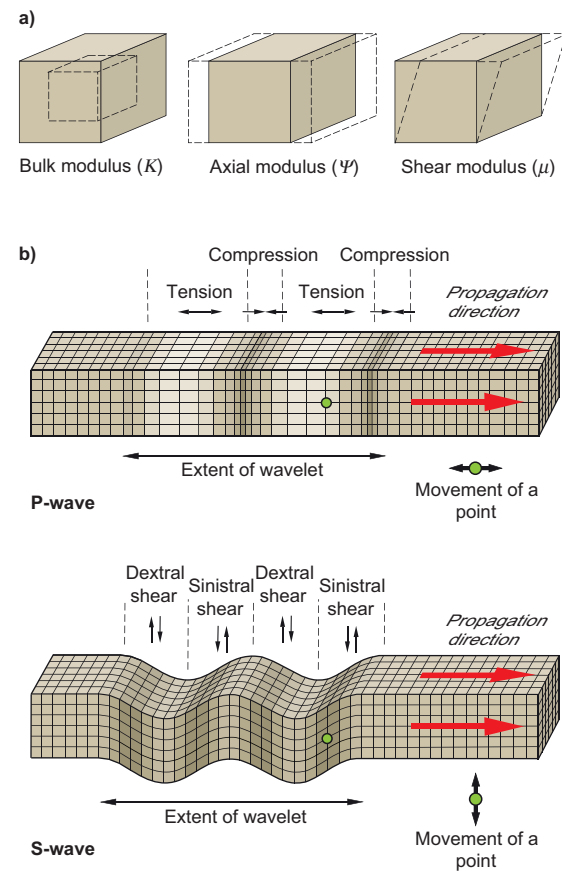 a)
Bulk modulus (K)
Axial modulus (Ψ)
Shear modulus (μ)
b)
Compression
Compression
Tension
Tension
Propagation
direction
Extent of wavelet
P-wave
Movement of a
point
Dextral
shear
Sinistral
shear
Dextral
shear
Sinistral
shear
Propagation
direction
Extent of wavelet
S-wave
Movement of a
point